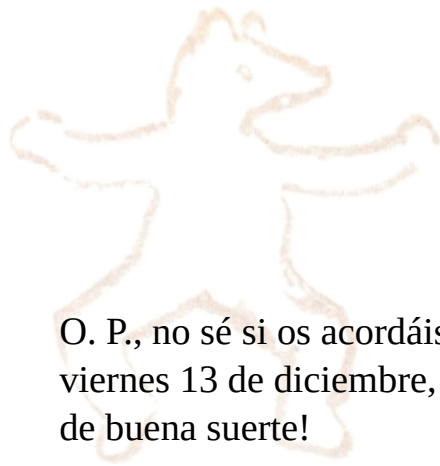 O. P., no sé si os acordáis
viernes 13 de diciembre,
de buena suerte!